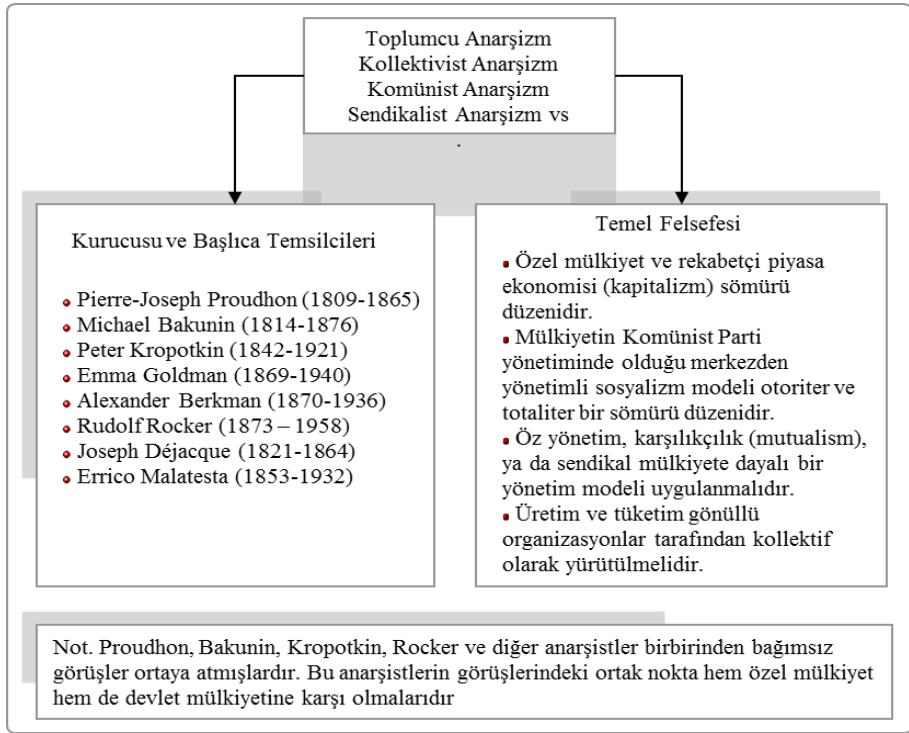 Toplumcu Anarşizm
Kollektivist Anarşizm
Komünist Anarşizm
Sendikalist Anarşizm vs
.
Kurucusu ve Başlıca Temsilcileri
Pierre-Joseph Proudhon (1809-1865)
Michael Bakunin (1814-1876)
Peter Kropotkin (1842-1921)
Emma Goldman (1869-1940)
Alexander Berkman (1870-1936)
Rudolf Rocker (1873 – 1958)
Joseph Déjacque (1821-1864)
Errico Malatesta (1853-1932)
Temel Felsefesi
Özel mülkiyet ve rekabetçi piyasa
ekonomisi (kapitalizm) sömürü
düzenidir.
Mülkiyetin Komünist Parti
yönetiminde olduğu merkezden
yönetimli sosyalizm modeli otoriter ve
totaliter bir sömürü düzenidir.
Öz yönetim, karşılıkçılık (mutualism),
ya da sendikal mülkiyete dayalı bir
yönetim modeli uygulanmalıdır.
Üretim ve tüketim gönüllü
organizasyonlar tarafından kollektif
olarak yürütülmelidir.
Not. Proudhon, Bakunin, Kropotkin, Rocker ve diğer anarşistler birbirinden bağımsız
görüşler ortaya atmışlardır. Bu anarşistlerin görüşlerindeki ortak nokta hem özel mülkiyet
hem de devlet mülkiyetine karşı olmalarıdır